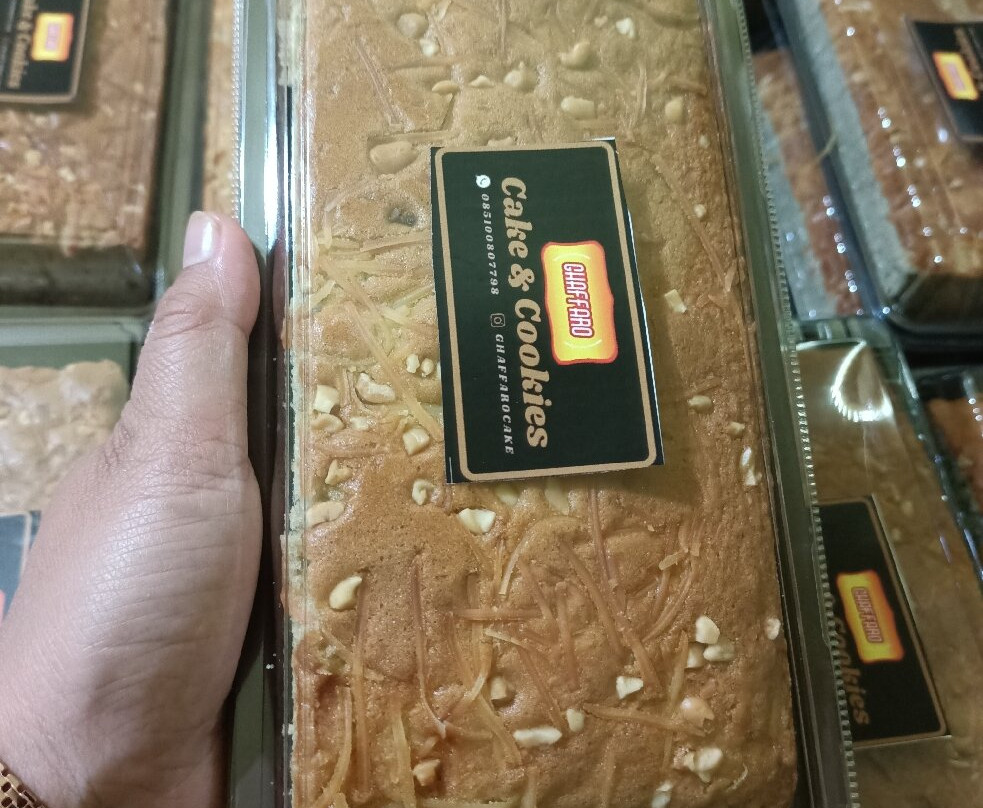 GHAFFARO
Cake & Cookies
085100807798 GHAFFAROCAKE
GHAFFARO
Cookies